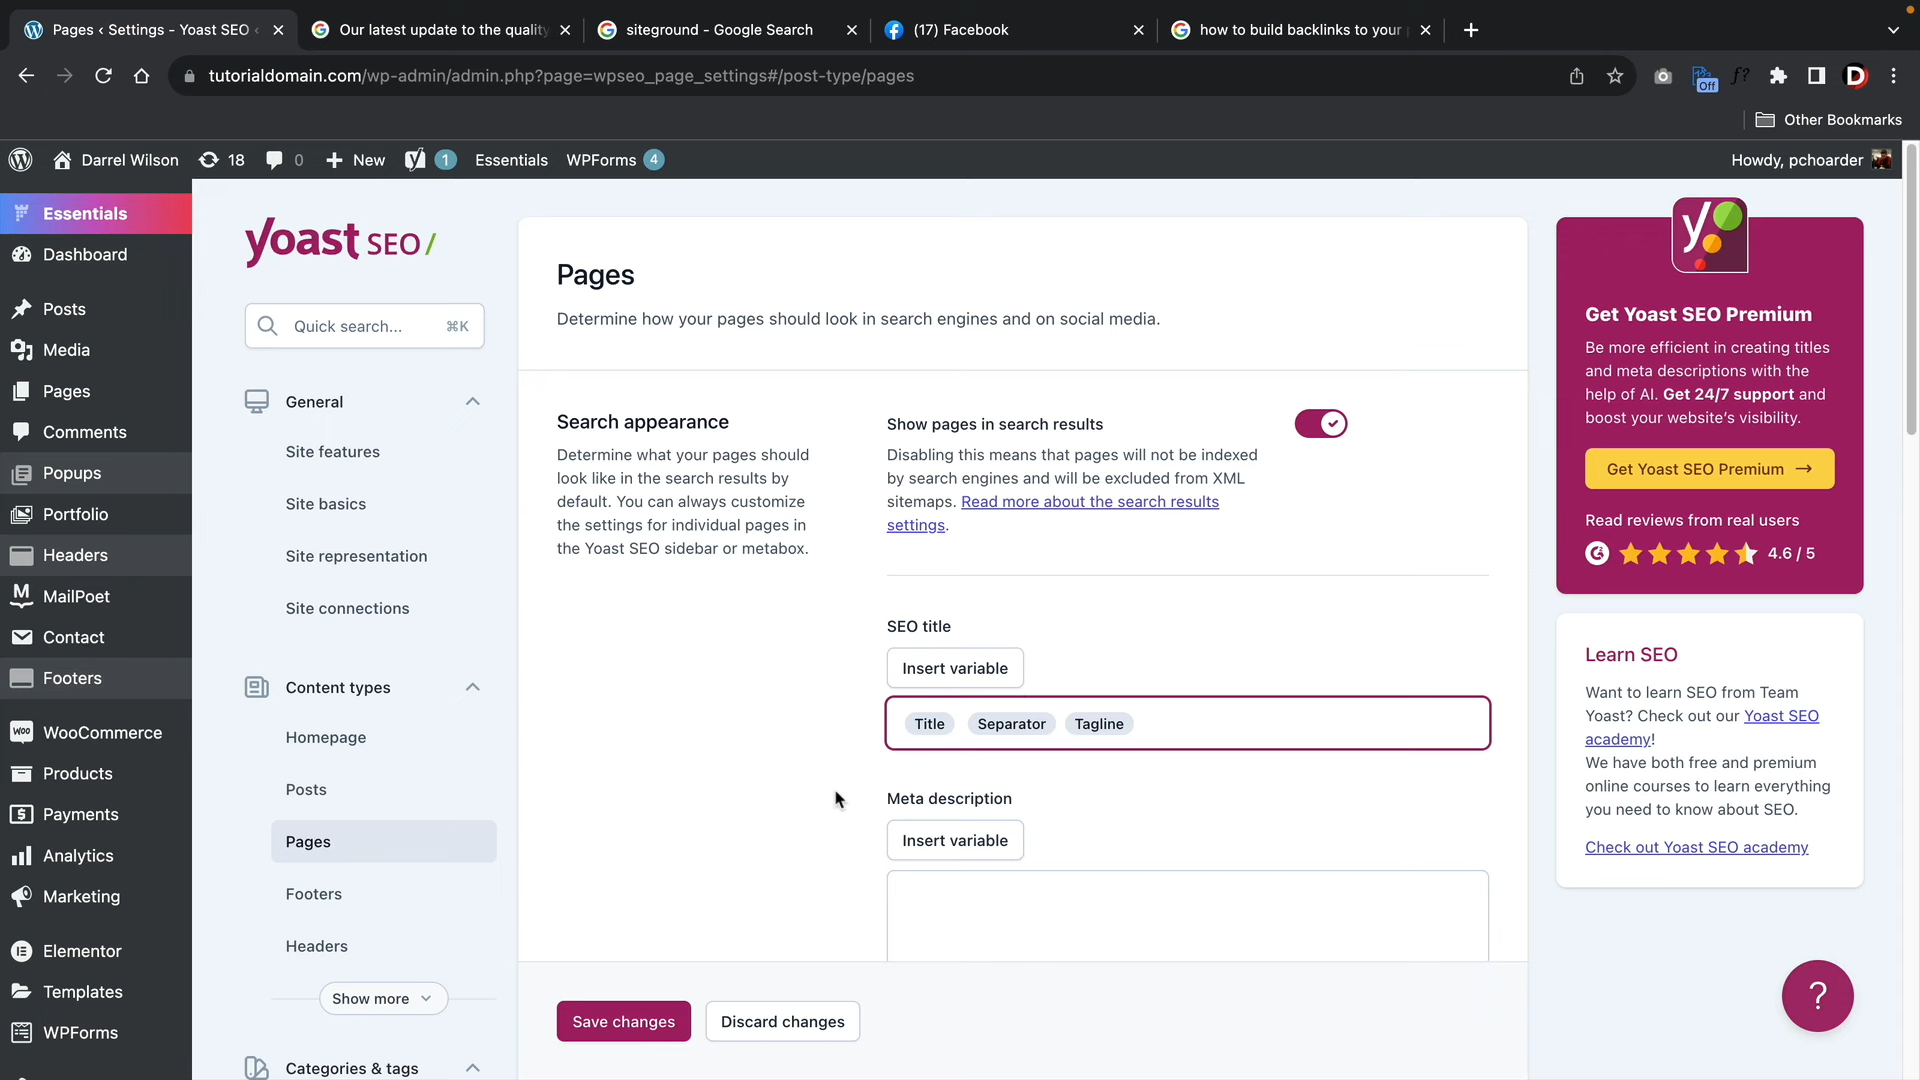 Pages ‹ Settings - Yoast SEO ‹
Our latest update to the quality
siteground - Google Search
(17) Facebook
how to build backlinks to your
tutorialdomain.com/wp-admin/admin.php?page=wpseo_page_settings#/post-type/pages
Off
f?
D
Other Bookmarks
Darrel Wilson
18
0
New
1
Essentials
WPForms
4
Howdy, pchoarder
Essentials
Dashboard
Posts
Media
Pages
Comments
Popups
Portfolio
Headers
MailPoet
Contact
Footers
WooCommerce
Products
Payments
Analytics
Marketing
Elementor
Templates
WPForms
yoast SEO/
Quick search... ⌘K
General
Site features
Site basics
Site representation
Site connections
Content types
Homepage
Posts
Pages
Footers
Headers
Show more
Categories & tags
Pages
Determine how your pages should look in search engines and on social media.
Search appearance
Determine what your pages should
look like in the search results by
default. You can always customize
the settings for individual pages in
the Yoast SEO sidebar or metabox.
Show pages in search results
Disabling this means that pages will not be indexed
by search engines and will be excluded from XML
sitemaps. Read more about the search results
settings.
SEO title
Insert variable
Title Separator Tagline
Meta description
Insert variable
Save changes
Discard changes
Get Yoast SEO Premium
Be more efficient in creating titles
and meta descriptions with the
help of AI. Get 24/7 support and
boost your website's visibility.
Get Yoast SEO Premium →
Read reviews from real users
4.6 / 5
Learn SEO
Want to learn SEO from Team
Yoast? Check out our Yoast SEO
academy!
We have both free and premium
online courses to learn everything
you need to know about SEO.
Check out Yoast SEO academy
?